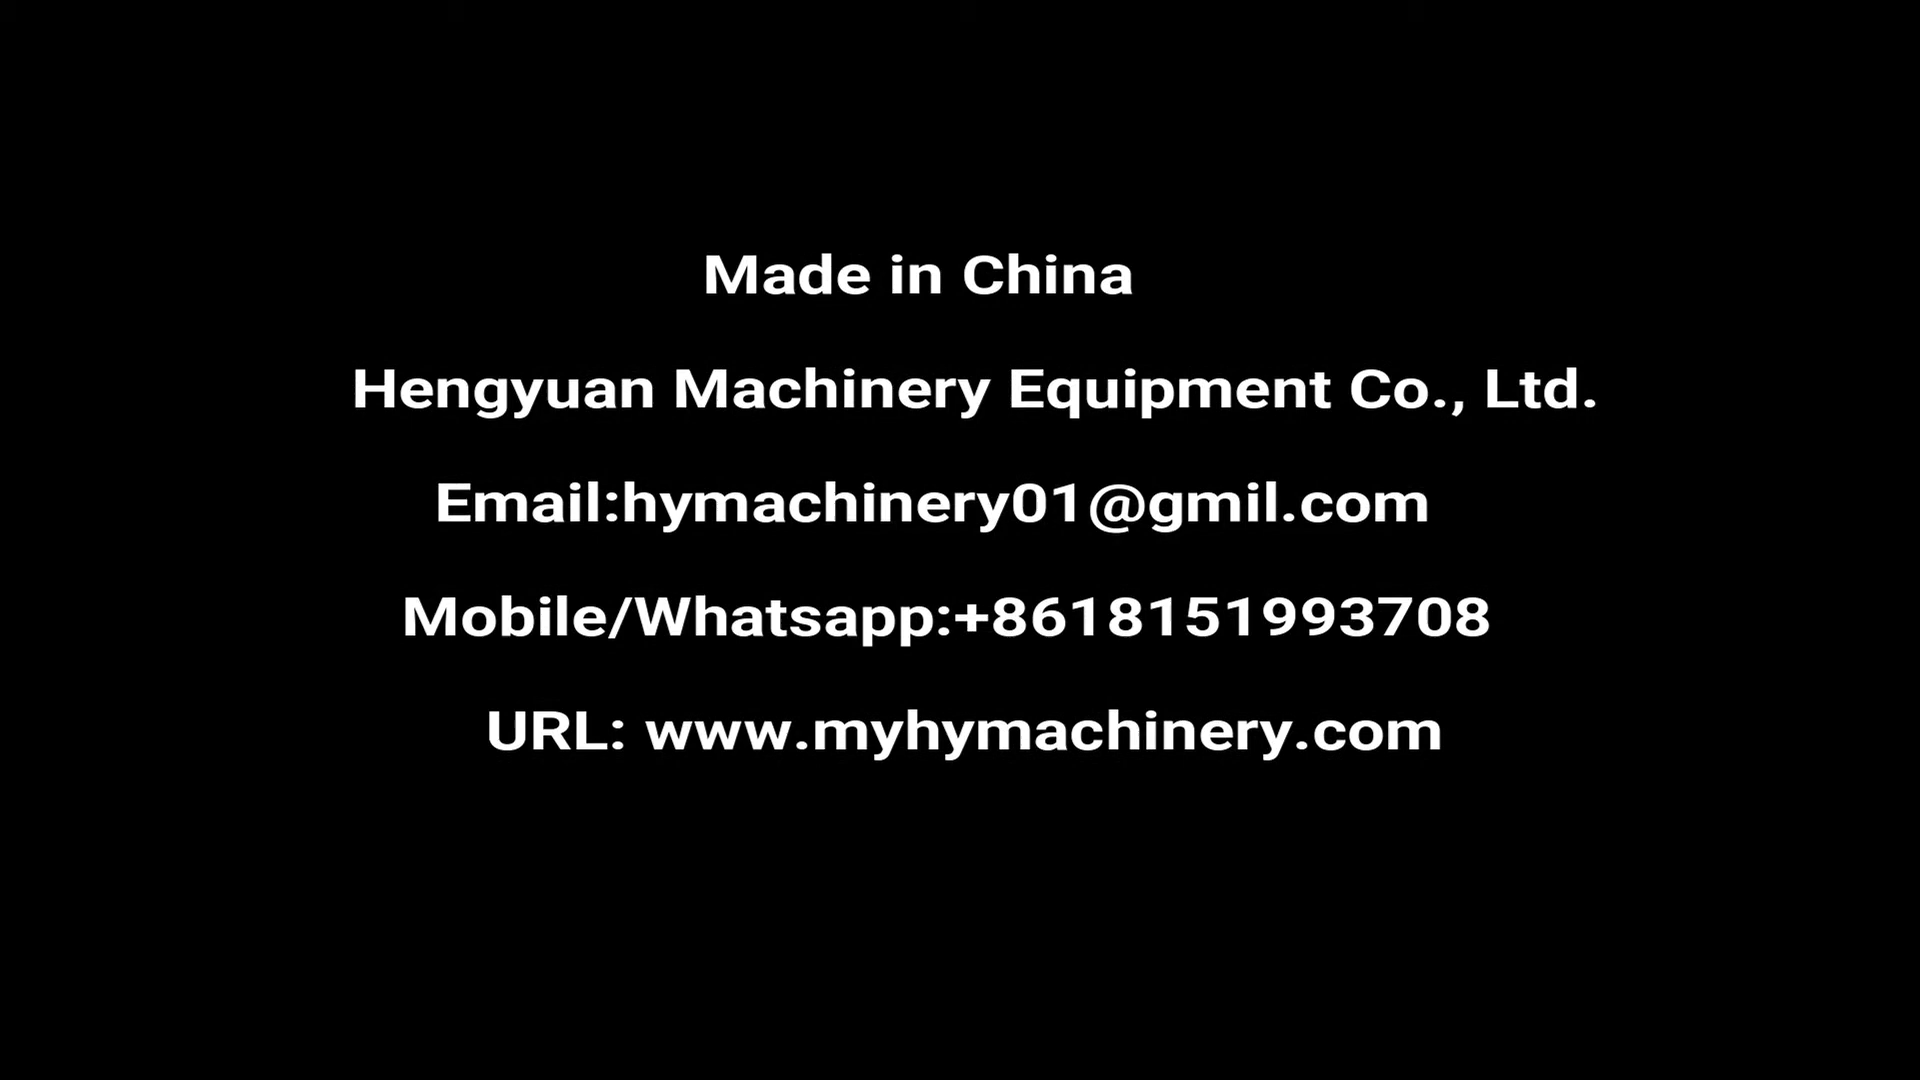 Made in China
Hengyuan Machinery Equipment Co., Ltd.
Email:hymachinery01@gmil.com
Mobile/Whatsapp:+8618151993708
URL: www.myhymachinery.com